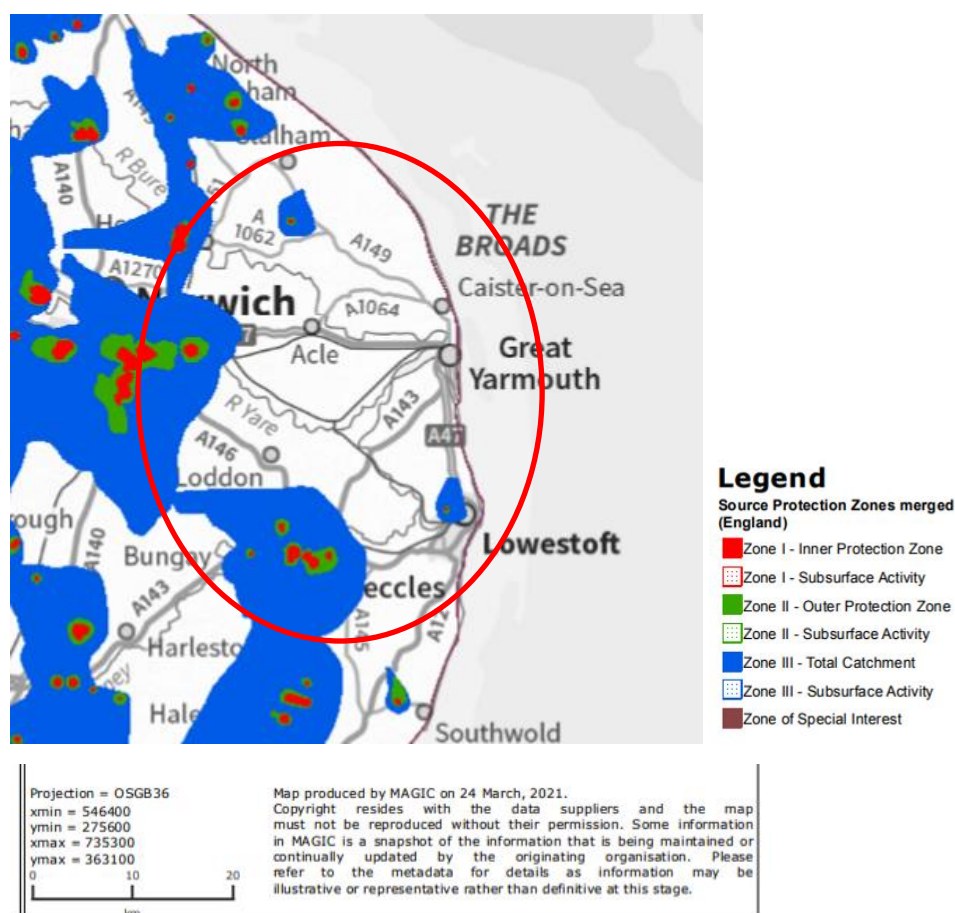 North
ham
Stalham
A140
R Bure
A
1062
A149
THE
BROADS
A1270
Caister-on-Sea
wich
A1064
Acle
Great
Yarmouth
R Yare
A143
A47
A146
Loddon
ough
A140
Lowestoft
Bungay
eccles
A143
A12
A145
Harlesto
ney
Hale
Southwold
Legend
Source Protection Zones merged
(England)
Zone I - Inner Protection Zone
Zone I - Subsurface Activity
Zone II - Outer Protection Zone
Zone II - Subsurface Activity
Zone III - Total Catchment
Zone III - Subsurface Activity
Zone of Special Interest
Projection = OSGB36
xmin = 546400
ymin = 275600
xmax = 735300
ymax = 363100
0 10 20
km
Map produced by MAGIC on 24 March, 2021.
Copyright resides with the data suppliers and the map
must not be reproduced without their permission. Some information
in MAGIC is a snapshot of the information that is being maintained or
continually updated by the originating organisation. Please
refer to the metadata for details as information may be
illustrative or representative rather than definitive at this stage.